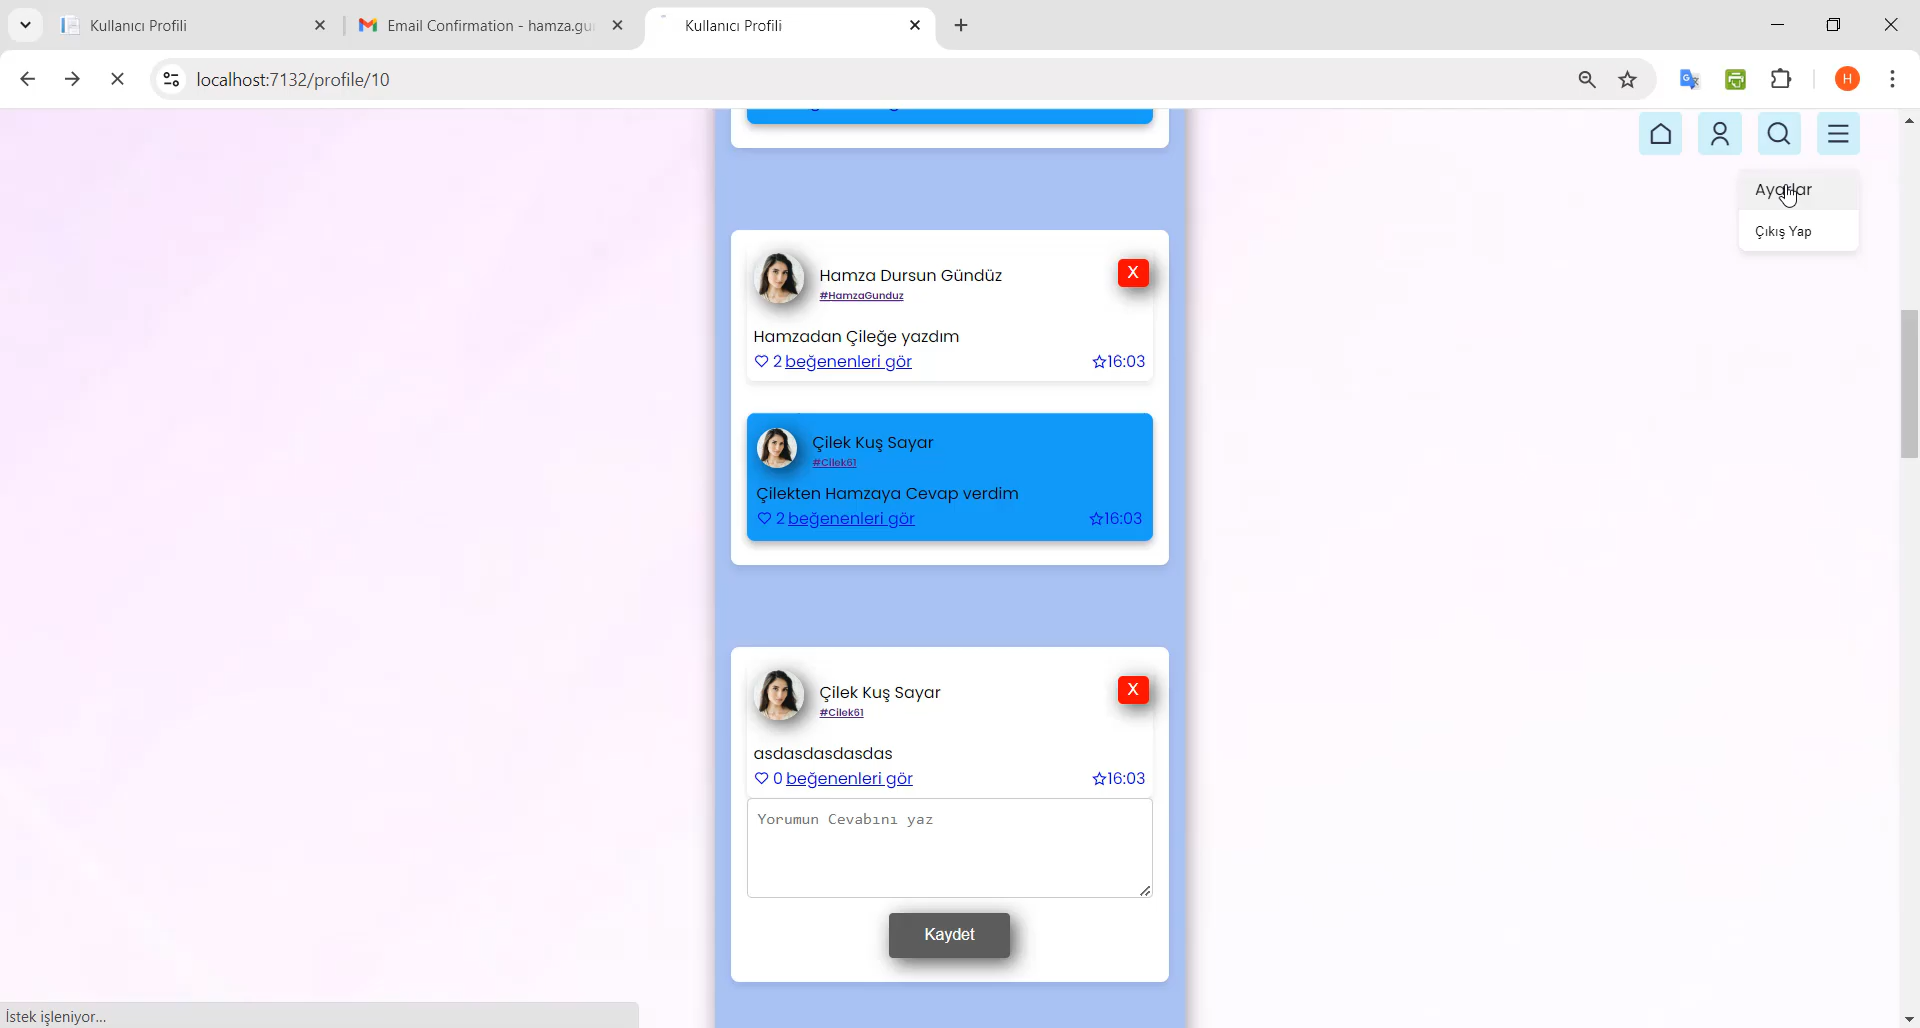 Kullanıcı Profili
Email Confirmation - hamza.gu
Kullanıcı Profili
localhost:7132/profile/10
H
Ayarlar
Çıkış Yap
Hamza Dursun Gündüz
X
#HamzaGunduz
Hamzadan Çileğe yazdım
2 beğenenleri gör
16:03
Çilek Kuş Sayar
#Cilek61
Çilekten Hamzaya Cevap verdim
2 beğenenleri gör
16:03
Çilek Kuş Sayar
X
#Cilek61
asdasdasdasdas
0 beğenenleri gör
16:03
Yorumun Cevabını yaz
Kaydet
İstek işleniyor...